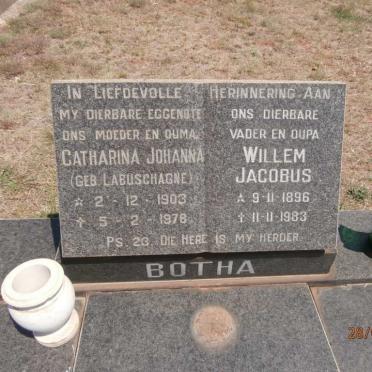 IN LIEFDEVOLLE HERINNERING AAN
MY DIERBARE EGGENOTE
ONS MOEDER EN OUMA
CATHARINA JOHANNA
(GEB. LABUSCHAGNE)
☆ 2-12-1903
✝ 5-2-1978
ONS DIERBARE
VADER EN OUPA
WILLEM
JACOBUS
☆ 9-11-1896
✝ 11-11-1983
PS. 23. DIE HERE IS MY HERDER
BOTHA